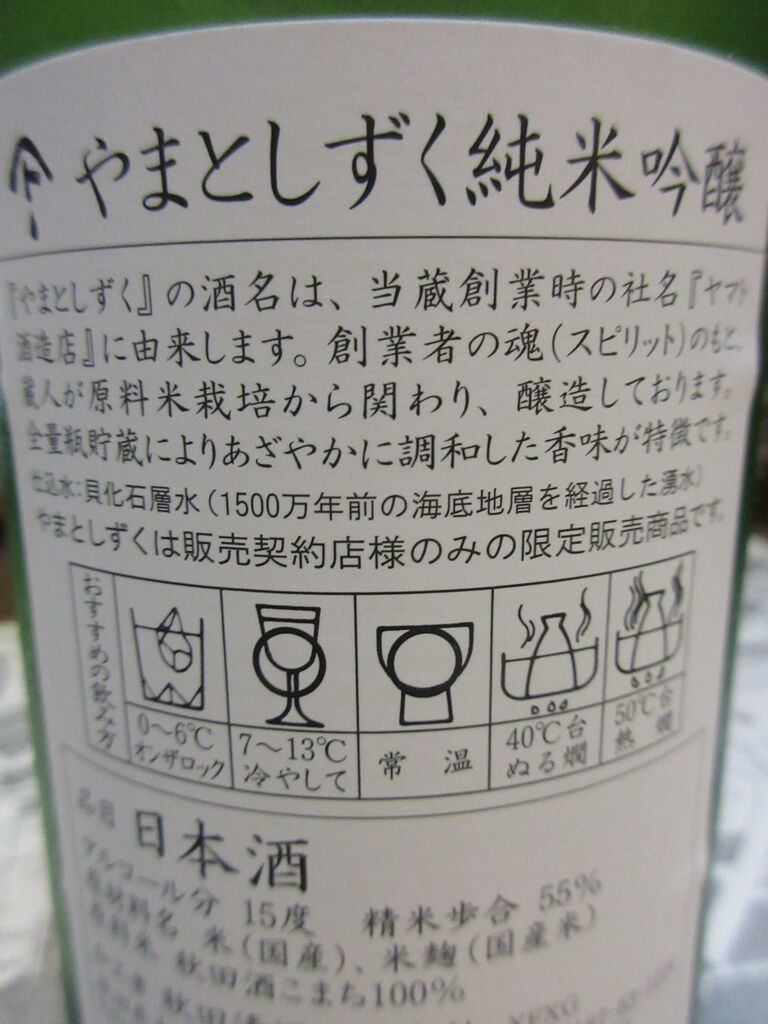 やまとしずく純米吟醸
『やまとしずく』の酒名は、当蔵創業時の社名『ヤマト
酒造店』に由来します。創業者の魂(スピリット)のもと、
蔵人が原料米栽培から関わり、醸造しております。
全量瓶貯蔵によりあざやかに調和した香味が特徴です。
仕込水:貝化石層水(1500万年前の海底地層を経過した湧水)
やまとしずくは販売契約店様のみの限定販売商品です。
おすすめの飲み方
0~6℃
オンザロック
7~13℃
冷やして
常温
40℃台
ぬる燗
50℃台
熱燗
品目 日本酒
アルコール分 15度 精米歩合 55%
原材料名 米(国産)、米麹(国産米)
原料米 秋田酒こまち100%